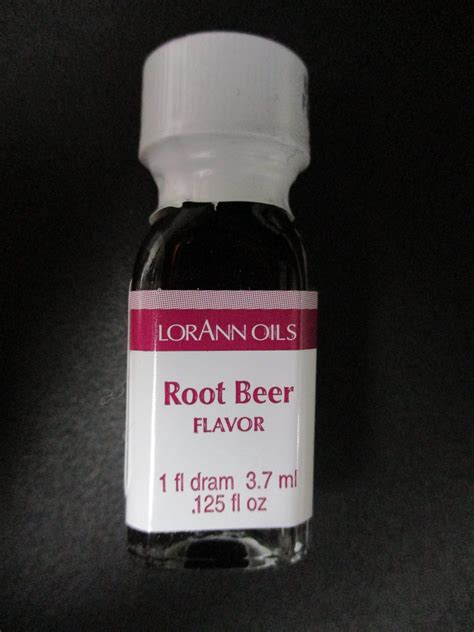 LORANN OILS
Root Beer
FLAVOR
1 fl dram 3.7 ml
.125 fl oz